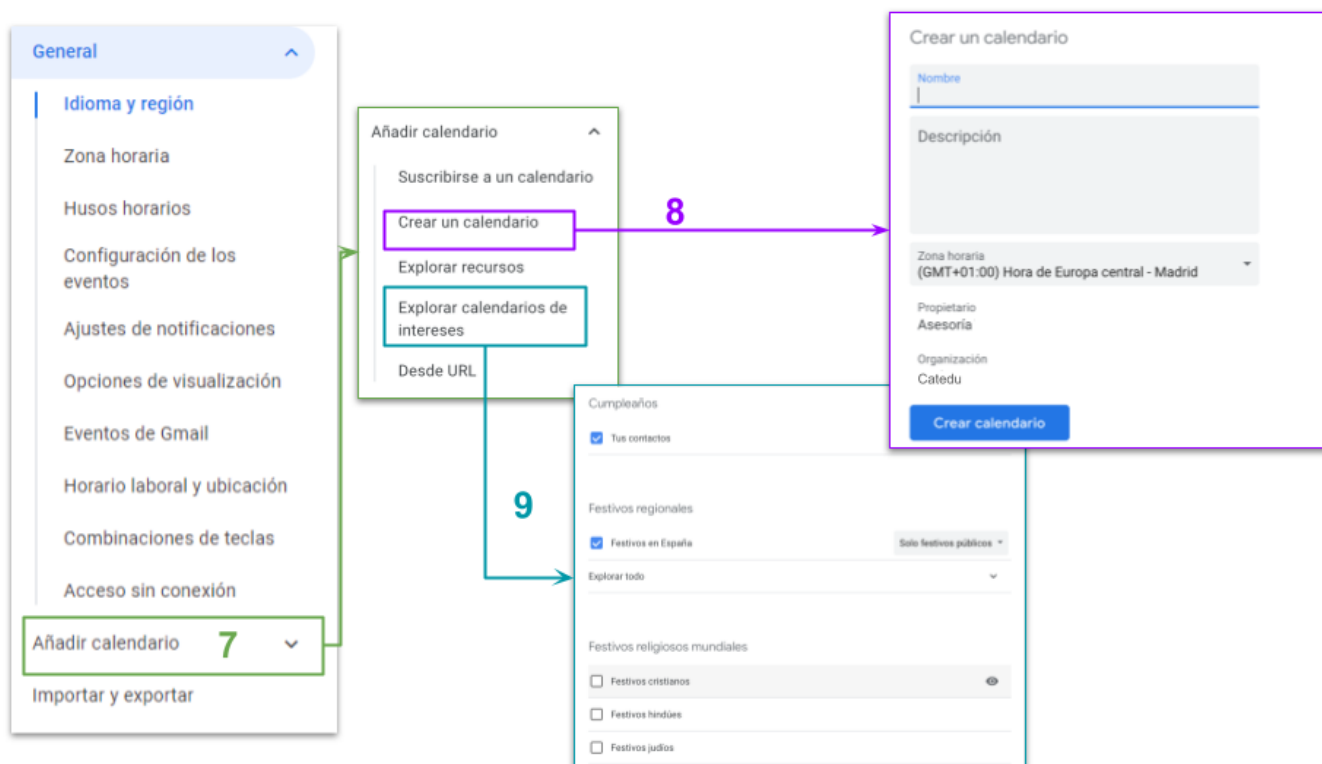 General
Idioma y región
Zona horaria
Husos horarios
Configuración de los
eventos
Ajustes de notificaciones
Opciones de visualización
Eventos de Gmail
Horario laboral y ubicación
Combinaciones de teclas
Acceso sin conexión
Añadir calendario 7
Importar y exportar
Añadir calendario
Suscribirse a un calendario
Crear un calendario
Explorar recursos
Explorar calendarios de
intereses
Desde URL
8
Crear un calendario
Nombre
Descripción
Zona horaria
(GMT+01:00) Hora de Europa central - Madrid
Propietario
Asesoría
Organización
Catedu
Crear calendario
9
Cumpleaños
Tus contactos
Festivos regionales
Festivos en España Solo festivos públicos
Explorar todo
Festivos religiosos mundiales
Festivos cristianos
Festivos hindúes
Festivos judíos